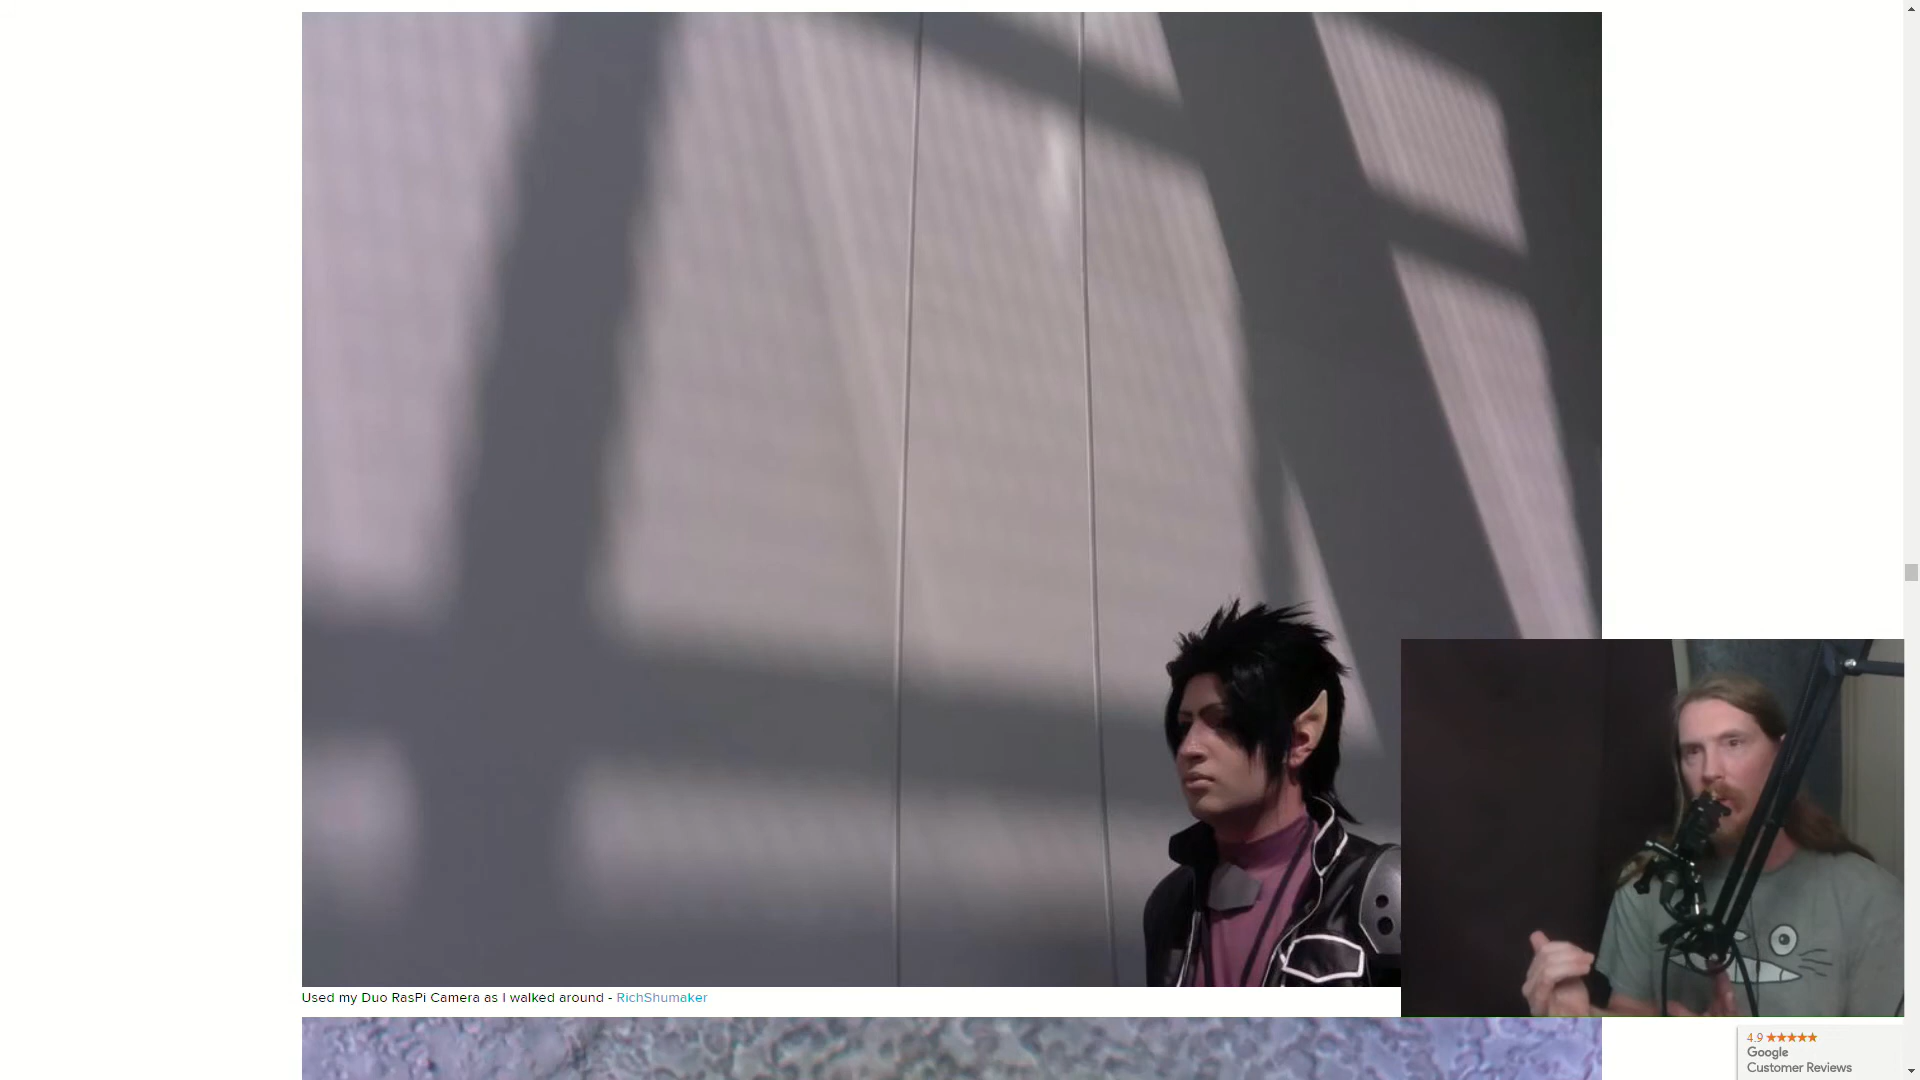 Used my Duo RasPi Camera as I walked around - RichShumaker
4.9 ★★★★★
Google
Customer Reviews